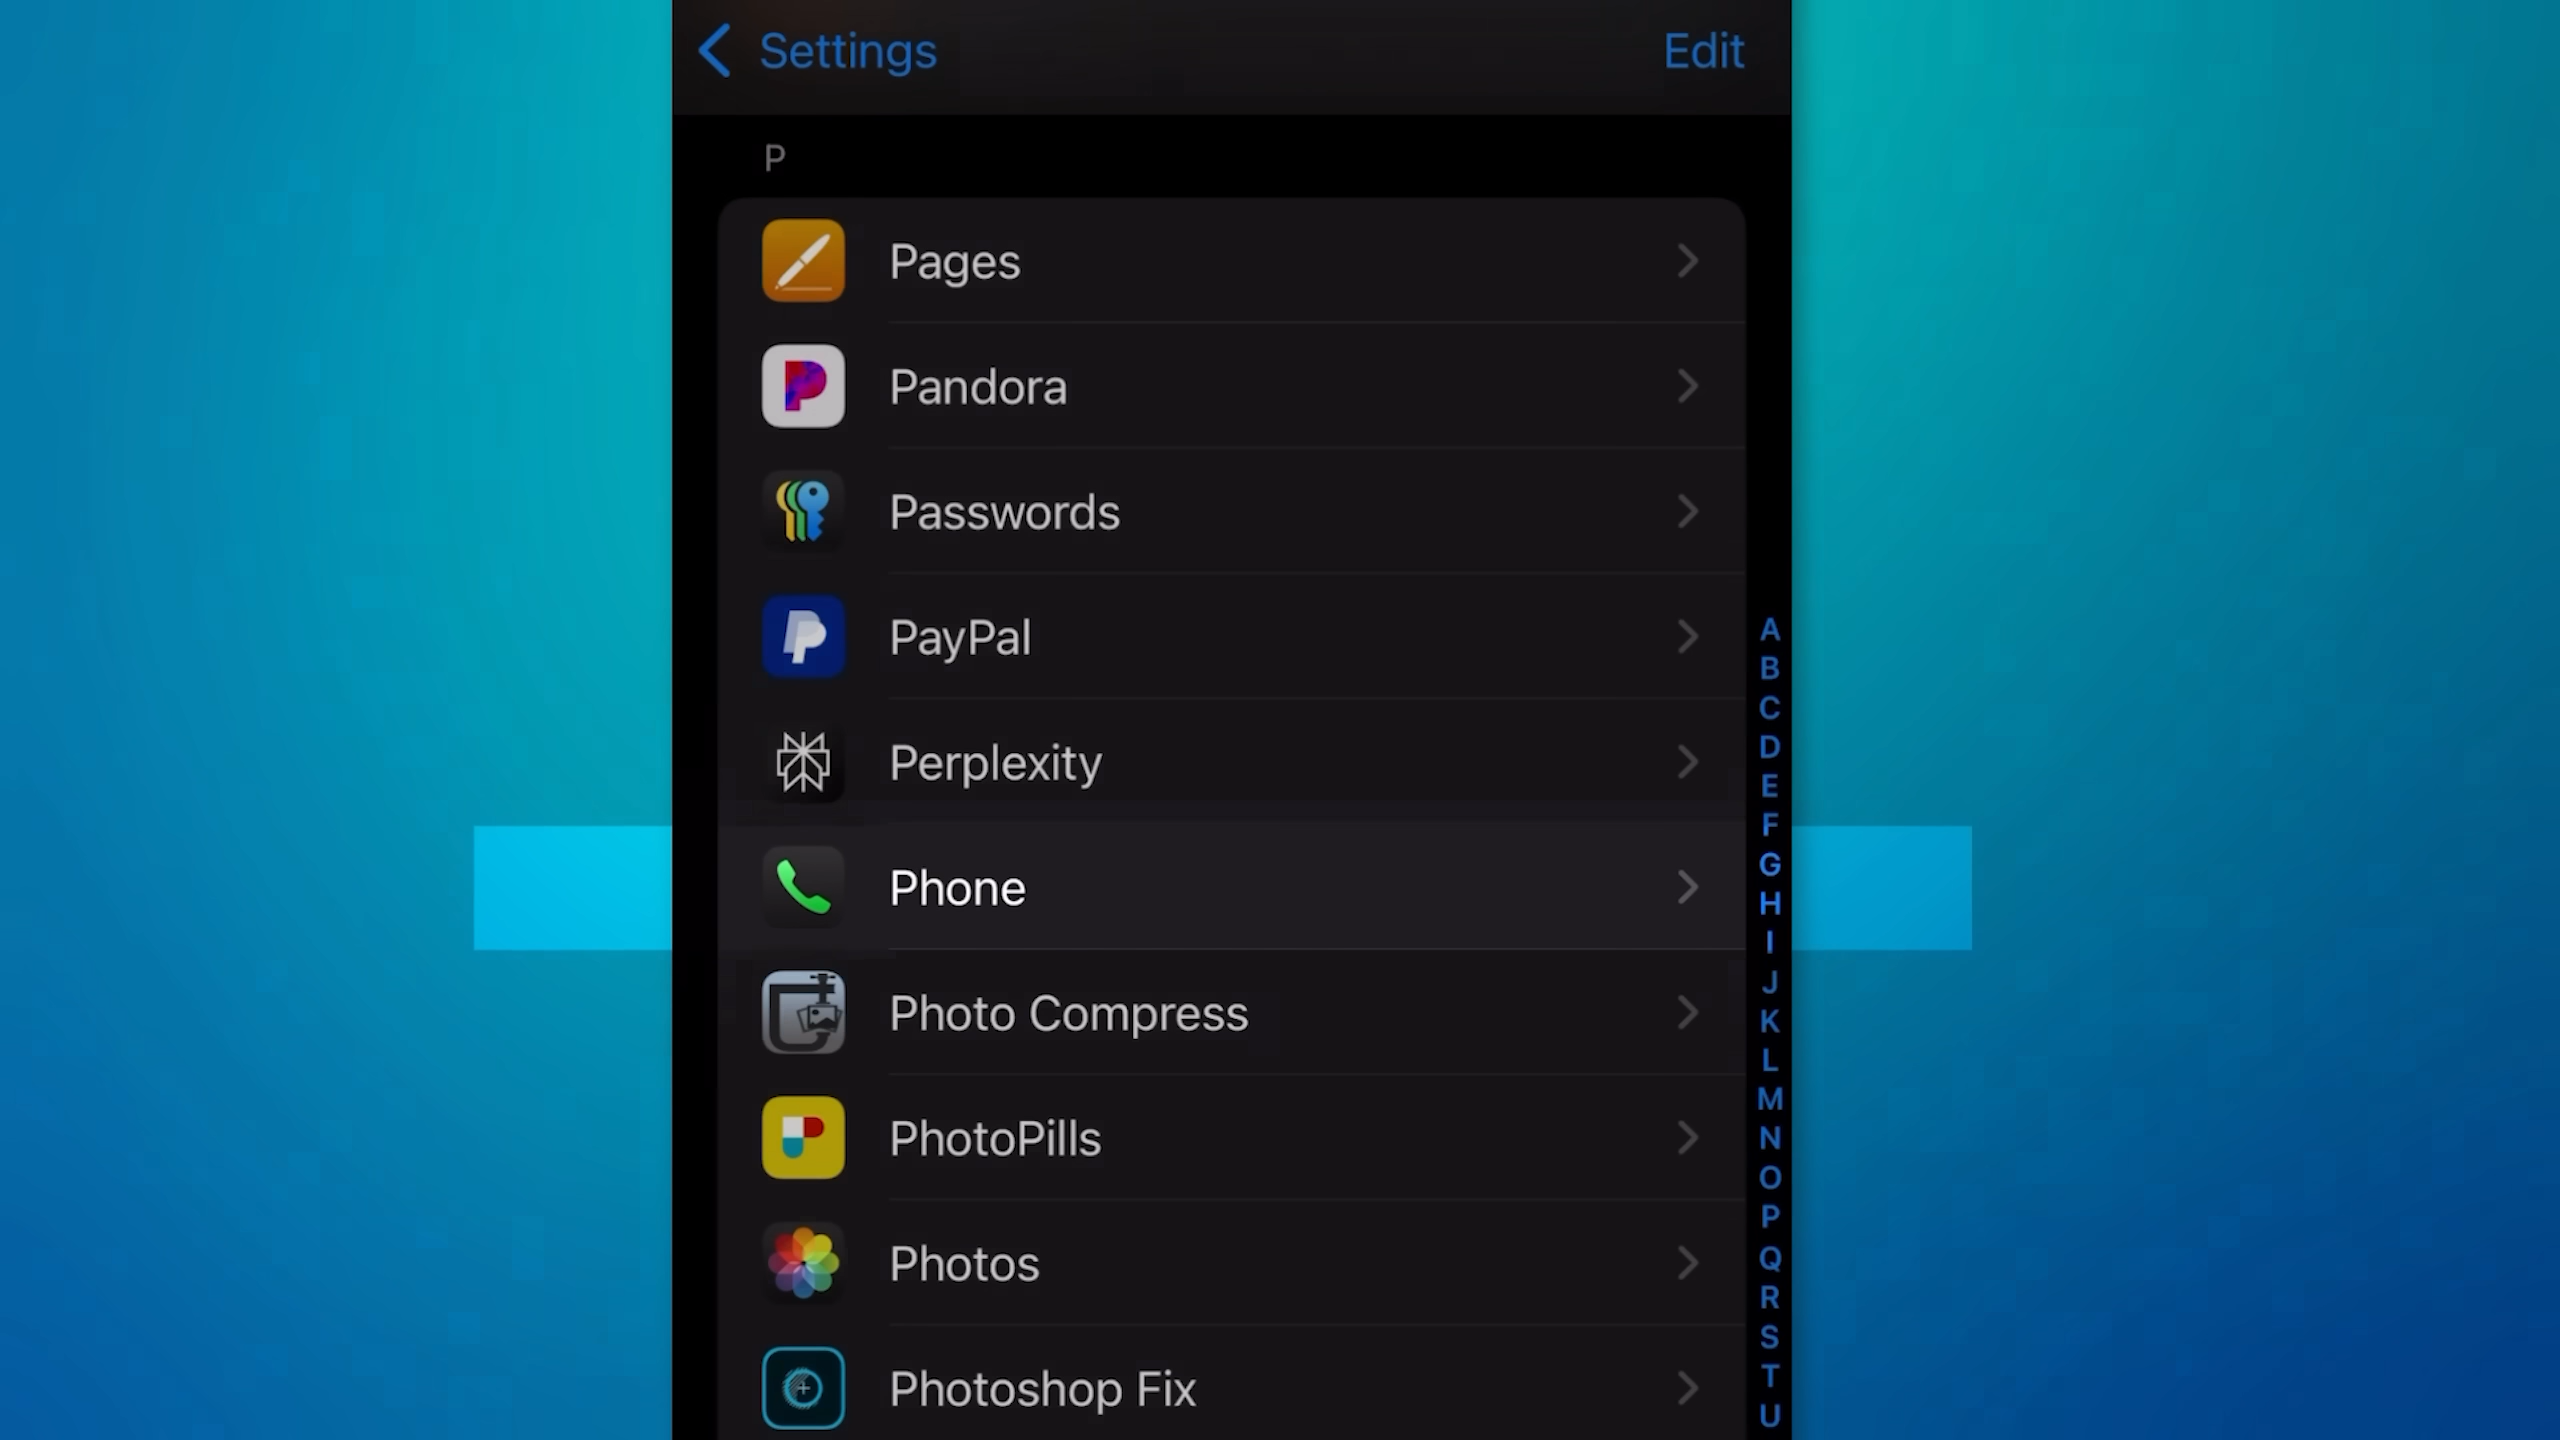 Settings
Edit
P
Pages
Pandora
Passwords
PayPal
Perplexity
Phone
Photo Compress
PhotoPills
Photos
Photoshop Fix
A
B
C
D
E
F
G
H
I
J
K
L
M
N
O
P
Q
R
S
T
U